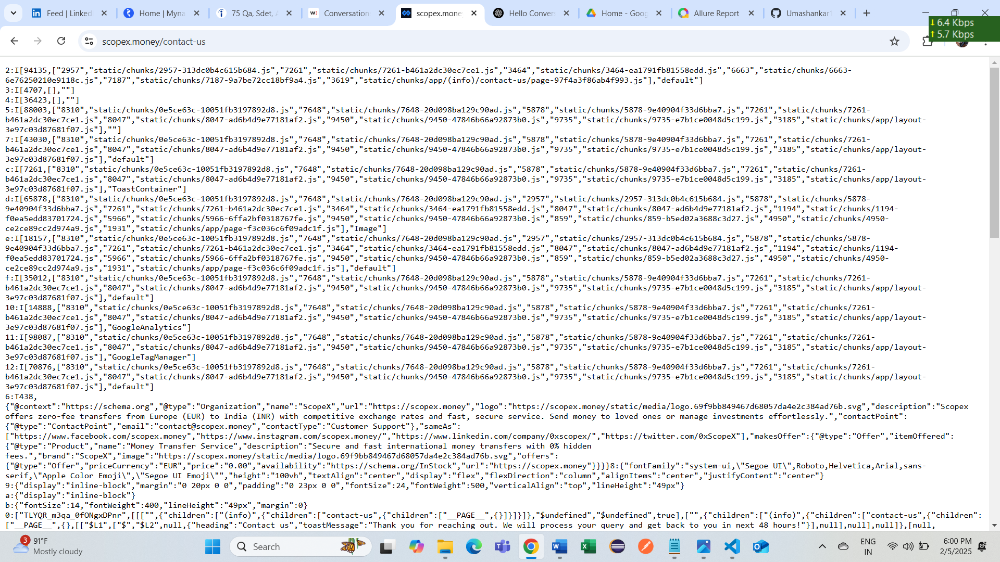 Feed | Linked
Home | Myna
75 Qa, Sdet, A
Conversation
scopex.mone
Hello Convers
Home - Goog
Allure Report
Umashankar1
6.4 Kbps
5.7 Kbps
scopex.money/contact-us
2:I[94135,["2957","static/chunks/2957-313dc0b4c615b684.js","7261","static/chunks/7261-b461a2dc30ec7ce1.js","3464","static/chunks/3464-ea1791fb81558edd.js","6663","static/chunks/6663-
6e76250210e9118c.js","7187","static/chunks/7187-9a7be72cc18bf9a4.js","3619","static/chunks/app/(info)/contact-us/page-97f4a3f86ab4f993.js"],"default"]
3:I[4707,[],""]
4:I[36423,[],""]
5:I[88003,["8310","static/chunks/0e5ce63c-10051fb3197892d8.js","7648","static/chunks/7648-20d098ba129c90ad.js","5878","static/chunks/5878-9e40904f33d6bba7.js","7261","static/chunks/7261-
b461a2dc30ec7ce1.js","8047","static/chunks/8047-ad6b4d9e77181af2.js","9450","static/chunks/9450-47846b66a92873b0.js","9735","static/chunks/9735-e7b1ce0048d5c199.js","3185","static/chunks/app/layout-
3e97c03d87681f07.js"],""]
7:I[43030,["8310","static/chunks/0e5ce63c-10051fb3197892d8.js","7648","static/chunks/7648-20d098ba129c90ad.js","5878","static/chunks/5878-9e40904f33d6bba7.js","7261","static/chunks/7261-
b461a2dc30ec7ce1.js","8047","static/chunks/8047-ad6b4d9e77181af2.js","9450","static/chunks/9450-47846b66a92873b0.js","9735","static/chunks/9735-e7b1ce0048d5c199.js","3185","static/chunks/app/layout-
3e97c03d87681f07.js"],"default"]
c:I[7261,["8310","static/chunks/0e5ce63c-10051fb3197892d8.js","7648","static/chunks/7648-20d098ba129c90ad.js","5878","static/chunks/5878-9e40904f33d6bba7.js","7261","static/chunks/7261-
b461a2dc30ec7ce1.js","8047","static/chunks/8047-ad6b4d9e77181af2.js","9450","static/chunks/9450-47846b66a92873b0.js","9735","static/chunks/9735-e7b1ce0048d5c199.js","3185","static/chunks/app/layout-
3e97c03d87681f07.js"],"ToastContainer"]
d:I[65878,["8310","static/chunks/0e5ce63c-10051fb3197892d8.js","7648","static/chunks/7648-20d098ba129c90ad.js","2957","static/chunks/2957-313dc0b4c615b684.js","5878","static/chunks/5878-
9e40904f33d6bba7.js","7261","static/chunks/7261-b461a2dc30ec7ce1.js","3464","static/chunks/3464-ea1791fb81558edd.js","8047","static/chunks/8047-ad6b4d9e77181af2.js","1194","static/chunks/1194-
f0ea5edd83701724.js","5966","static/chunks/5966-6ffa2bf0318767fe.js","9450","static/chunks/9450-47846b66a92873b0.js","859","static/chunks/859-b5ed02a3688c3d27.js","4950","static/chunks/4950-
ce2ce89cc2d974a9.js","1931","static/chunks/app/page-f3c036c6f09adc1f.js"],"Image"]
e:I[18157,["8310","static/chunks/0e5ce63c-10051fb3197892d8.js","7648","static/chunks/7648-20d098ba129c90ad.js","2957","static/chunks/2957-313dc0b4c615b684.js","5878","static/chunks/5878-
9e40904f33d6bba7.js","7261","static/chunks/7261-b461a2dc30ec7ce1.js","3464","static/chunks/3464-ea1791fb81558edd.js","8047","static/chunks/8047-ad6b4d9e77181af2.js","1194","static/chunks/1194-
f0ea5edd83701724.js","5966","static/chunks/5966-6ffa2bf0318767fe.js","9450","static/chunks/9450-47846b66a92873b0.js","859","static/chunks/859-b5ed02a3688c3d27.js","4950","static/chunks/4950-
ce2ce89cc2d974a9.js","1931","static/chunks/app/page-f3c036c6f09adc1f.js"],"default"]
f:I[35012,["8310","static/chunks/0e5ce63c-10051fb3197892d8.js","7648","static/chunks/7648-20d098ba129c90ad.js","5878","static/chunks/5878-9e40904f33d6bba7.js","7261","static/chunks/7261-
b461a2dc30ec7ce1.js","8047","static/chunks/8047-ad6b4d9e77181af2.js","9450","static/chunks/9450-47846b66a92873b0.js","9735","static/chunks/9735-e7b1ce0048d5c199.js","3185","static/chunks/app/layout-
3e97c03d87681f07.js"],"default"]
10:I[14888,["8310","static/chunks/0e5ce63c-10051fb3197892d8.js","7648","static/chunks/7648-20d098ba129c90ad.js","5878","static/chunks/5878-9e40904f33d6bba7.js","7261","static/chunks/7261-
b461a2dc30ec7ce1.js","8047","static/chunks/8047-ad6b4d9e77181af2.js","9450","static/chunks/9450-47846b66a92873b0.js","9735","static/chunks/9735-e7b1ce0048d5c199.js","3185","static/chunks/app/layout-
3e97c03d87681f07.js"],"GoogleAnalytics"]
11:I[98087,["8310","static/chunks/0e5ce63c-10051fb3197892d8.js","7648","static/chunks/7648-20d098ba129c90ad.js","5878","static/chunks/5878-9e40904f33d6bba7.js","7261","static/chunks/7261-
b461a2dc30ec7ce1.js","8047","static/chunks/8047-ad6b4d9e77181af2.js","9450","static/chunks/9450-47846b66a92873b0.js","9735","static/chunks/9735-e7b1ce0048d5c199.js","3185","static/chunks/app/layout-
3e97c03d87681f07.js"],"GoogleTagManager"]
12:I[70876,["8310","static/chunks/0e5ce63c-10051fb3197892d8.js","7648","static/chunks/7648-20d098ba129c90ad.js","5878","static/chunks/5878-9e40904f33d6bba7.js","7261","static/chunks/7261-
b461a2dc30ec7ce1.js","8047","static/chunks/8047-ad6b4d9e77181af2.js","9450","static/chunks/9450-47846b66a92873b0.js","9735","static/chunks/9735-e7b1ce0048d5c199.js","3185","static/chunks/app/layout-
3e97c03d87681f07.js"],"default"]
6:T438,
{"@context":"https://schema.org","@type":"Organization","name":"ScopeX","url":"https://scopex.money","logo":"https://scopex.money/static/media/logo.69f9bb849467d68057da4e2c384ad76b.svg","description":"Scopex
offers zero-fee transfers from Europe (EUR) to India (INR) with competitive exchange rates and fast, secure service. Send money to loved ones or manage investments effortlessly.","contactPoint":
{"@type":"ContactPoint","email":"contact@scopex.money","contactType":"Customer Support"},"sameAs":
["https://www.facebook.com/scopex.money","https://www.instagram.com/scopex.money/","https://www.linkedin.com/company/0xscopex/","https://twitter.com/0xScopeX"],"makesOffer":{"@type":"Offer","itemOffered":
{"@type":"Product","name":"Money Transfer Service","description":"Secure and fast international money transfers with 0% hidden
fees.","brand":"ScopeX","image":"https://scopex.money/static/media/logo.69f9bb849467d68057da4e2c384ad76b.svg","offers":
{"@type":"Offer","priceCurrency":"EUR","price":"0.00","availability":"https://schema.org/InStock","url":"https://scopex.money"}}}}8:{"fontFamily":"system-ui,\"Segoe UI\",Roboto,Helvetica,Arial,sans-
serif,\"Apple Color Emoji\",\"Segoe UI Emoji\"","height":"100vh","textAlign":"center","display":"flex","flexDirection":"column","alignItems":"center","justifyContent":"center"}
9:{"display":"inline-block","margin":"0 20px 0 0","padding":"0 23px 0 0","fontSize":24,"fontWeight":500,"verticalAlign":"top","lineHeight":"49px"}
a:{"display":"inline-block"}
b:{"fontSize":14,"fontWeight":400,"lineHeight":"49px","margin":0}
0:["TLYQR_m3qa_0fONgxDPnr",[[["",{"children":["(info)",{"children":["contact-us",{"children":["__PAGE__",{}]}]}]},"$undefined","$undefined",true],["",{"children":["(info)",{"children":["contact-us",{"children":
["__PAGE__",{},[["$L1",["$","$L2",null,{"heading":"Contact us","toastMessage":"Thank you for reaching out. We will process your query and get back to you in next 48 hours!"}],null],null],null]},[null,
3
91°F
Mostly cloudy
Search
ENG
IN
6:00 PM
2/5/2025